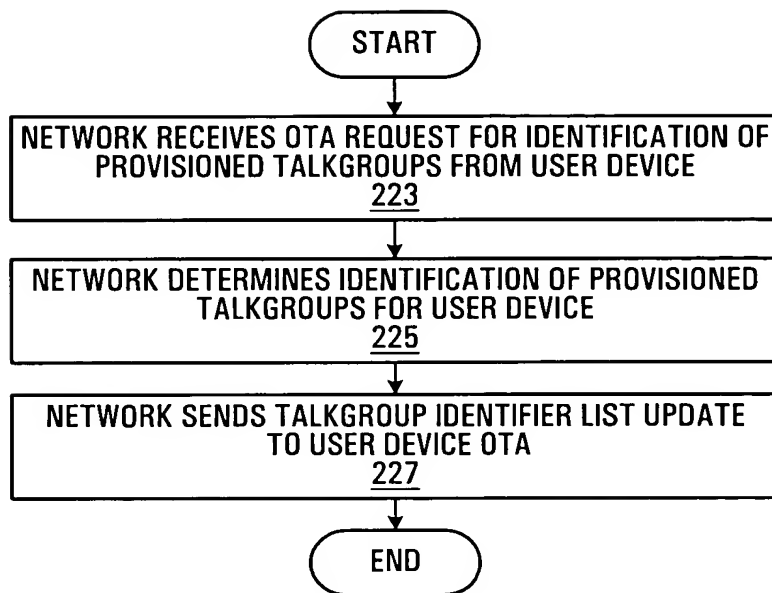 START
NETWORK RECEIVES OTA REQUEST FOR IDENTIFICATION OF
PROVISIONED TALKGROUPS FROM USER DEVICE
223
NETWORK DETERMINES IDENTIFICATION OF PROVISIONED
TALKGROUPS FOR USER DEVICE
225
NETWORK SENDS TALKGROUP IDENTIFIER LIST UPDATE
TO USER DEVICE OTA
227
END